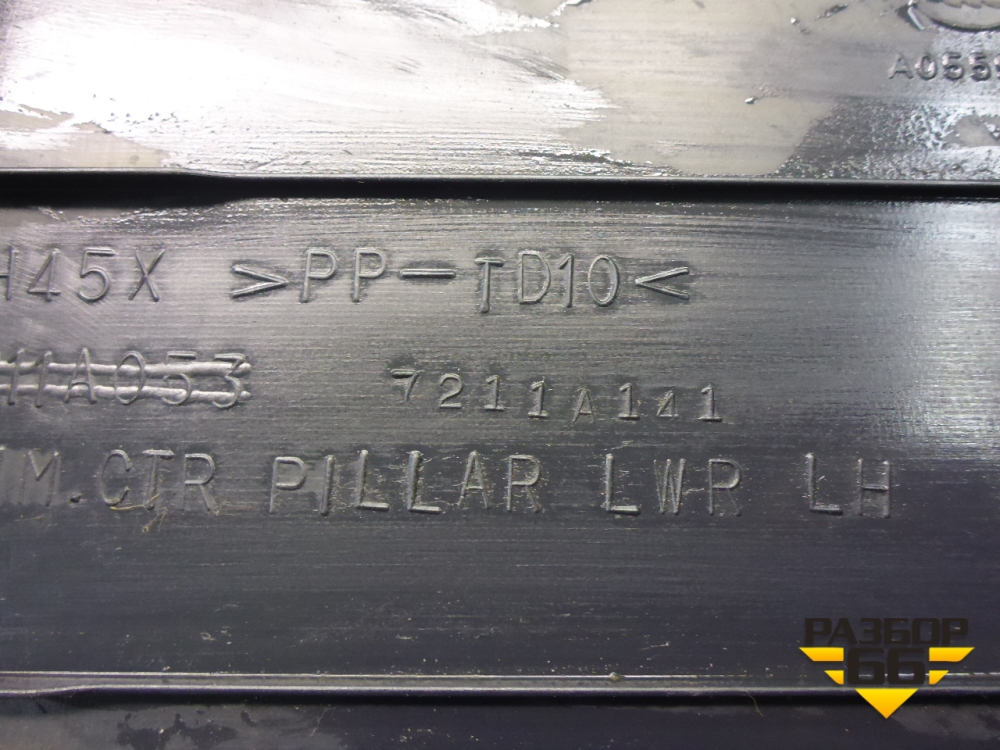 A055
H45X >PP-TD10<
11A053 7211A141
M.CTR PILLAR LWR LH
РАЗБОР
66